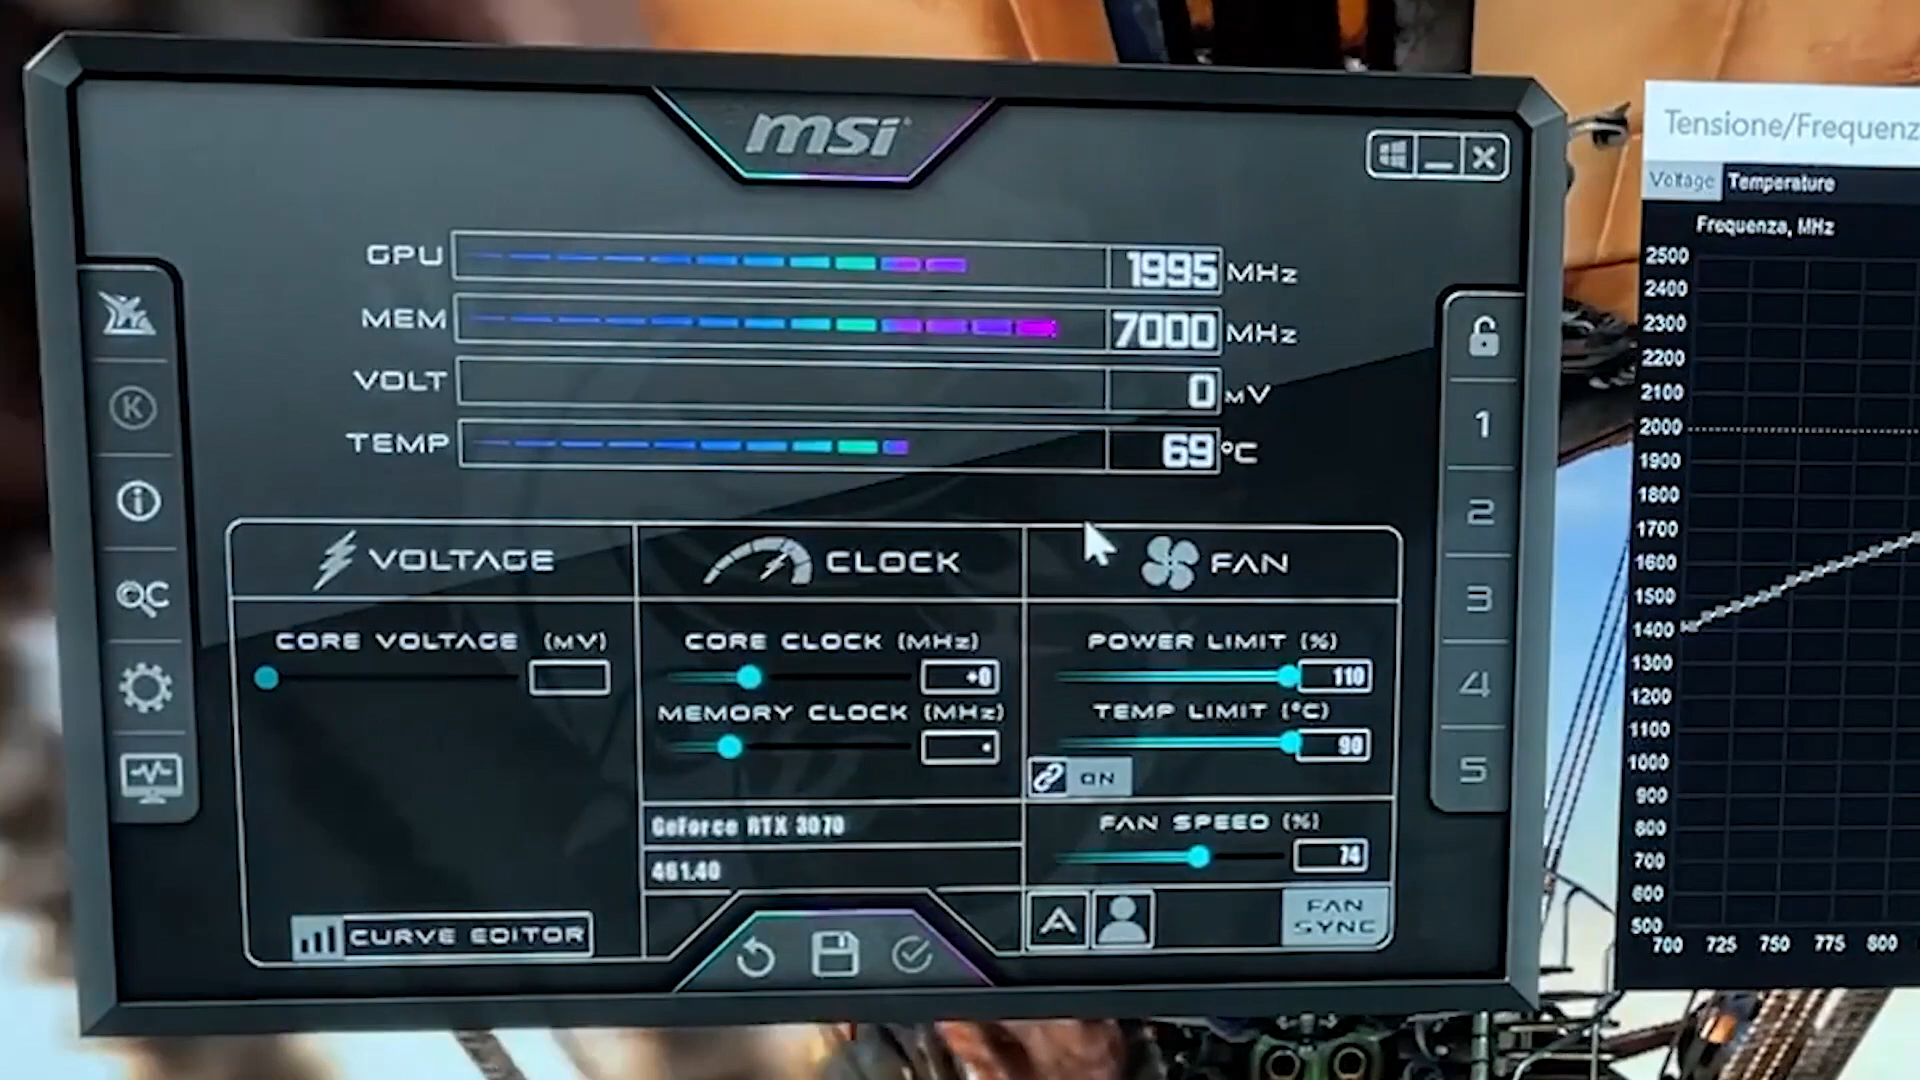 msi
GPU 1995 MHz
MEM 7000 MHz
VOLT 0 MV
TEMP 69 °C
VOLTAGE
CORE VOLTAGE (MV)
CURVE EDITOR
CLOCK
CORE CLOCK (MHz)
+0
MEMORY CLOCK (MHz)
GeForce RTX 3070
461.40
FAN
POWER LIMIT (%)
110
TEMP LIMIT (°C)
90
ON
FAN SPEED (%)
74
A
FAN SYNC
K
i
OC
1
2
3
4
5
Tensione/Frequenz
Voltage Temperature
Frequenza, MHz
2500
2400
2300
2200
2100
2000
1900
1800
1700
1600
1500
1400
1300
1200
1100
1000
900
800
700
600
500
700 725 750 775 800